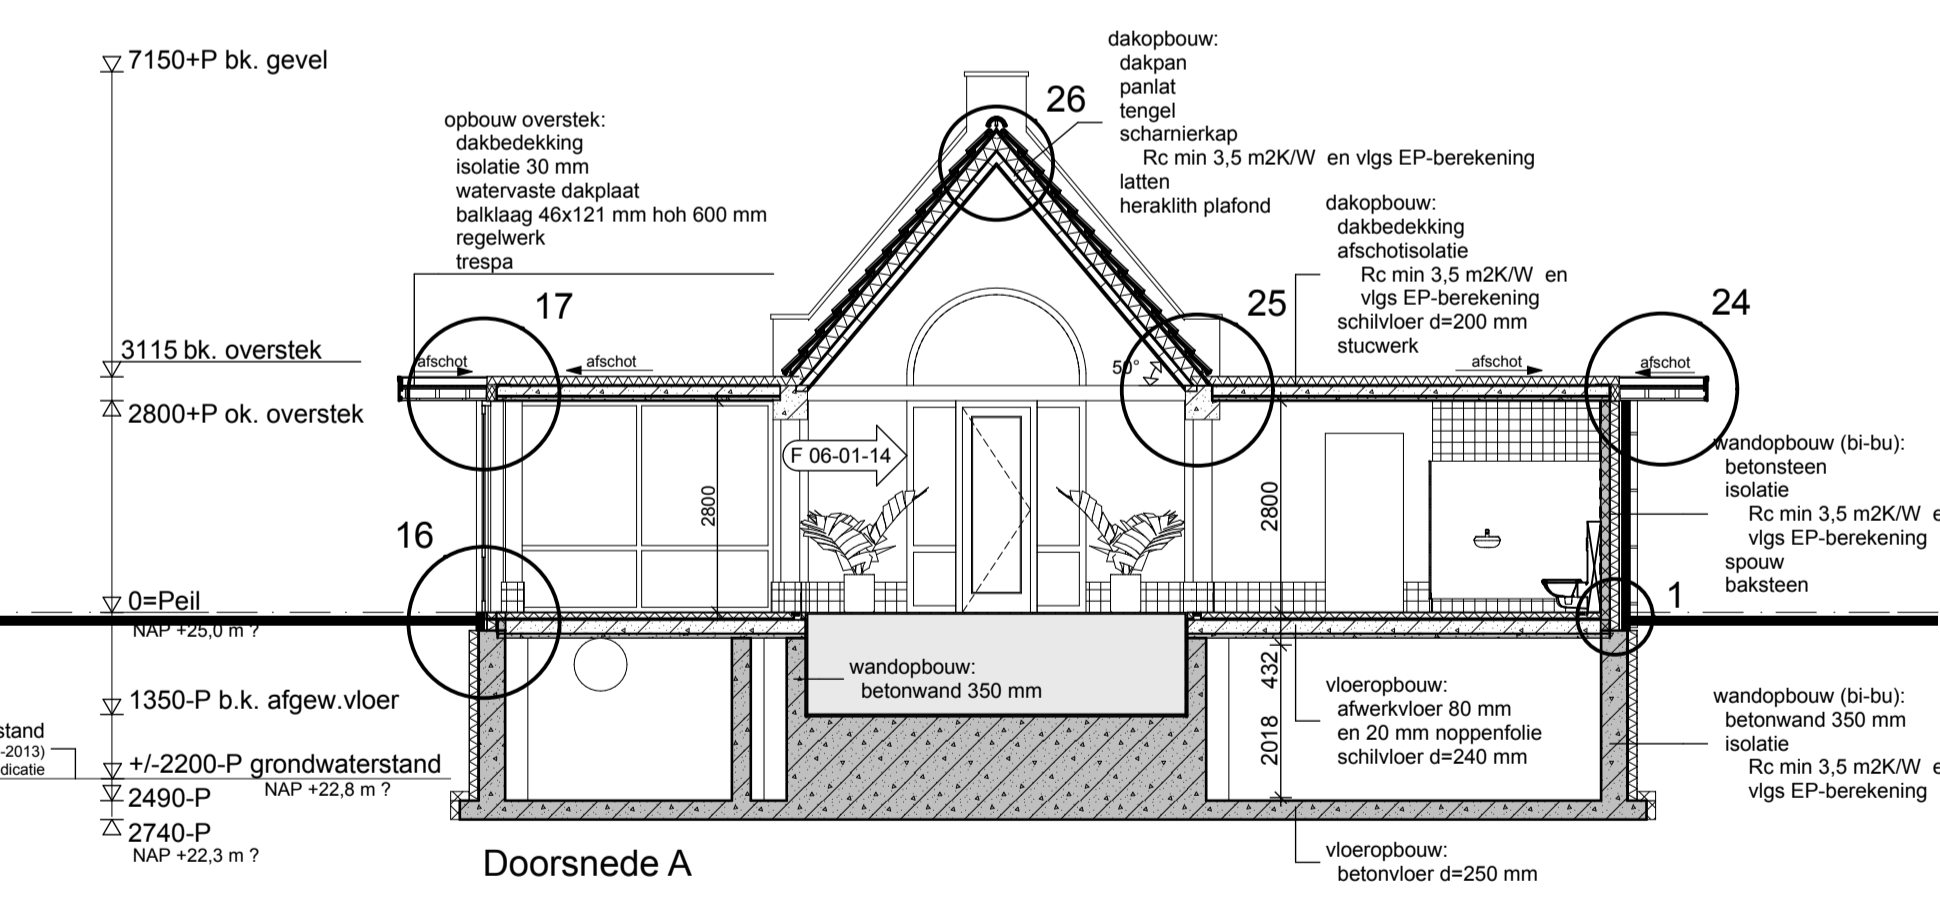 7150+P bk. gevel
opbouw overstek:
dakbedekking
isolatie 30 mm
watervaste dakplaat
balklaag 46x121 mm hoh 600 mm
regelwerk
trespa
26
dakopbouw:
dakpan
panlat
tengel
scharnierkap
Rc min 3,5 m2K/W en vlgs EP-berekening
latten
heraklith plafond
dakopbouw:
dakbedekking
afschotisolatie
Rc min 3,5 m2K/W en
vlgs EP-berekening
schilvloer d=200 mm
stucwerk
17
25
24
3115 bk. overstek
afschot
afschot
50°
afschot
afschot
2800+P ok. overstek
F 06-01-14
2800
2800
wandopbouw (bi-bu):
betonsteen
isolatie
Rc min 3,5 m2K/W e
vlgs EP-berekening
spouw
baksteen
16
1
0=Peil
NAP +25,0 m ?
wandopbouw:
betonwand 350 mm
432
2018
vloeropbouw:
afwerkvloer 80 mm
en 20 mm noppenfolie
schilvloer d=240 mm
wandopbouw (bi-bu):
betonwand 350 mm
isolatie
Rc min 3,5 m2K/W e
vlgs EP-berekening
1350-P b.k. afgew.vloer
stand
-2013)
dicatie
+/-2200-P grondwaterstand
NAP +22,8 m ?
2490-P
2740-P
NAP +22,3 m ?
Doorsnede A
vloeropbouw:
betonvloer d=250 mm